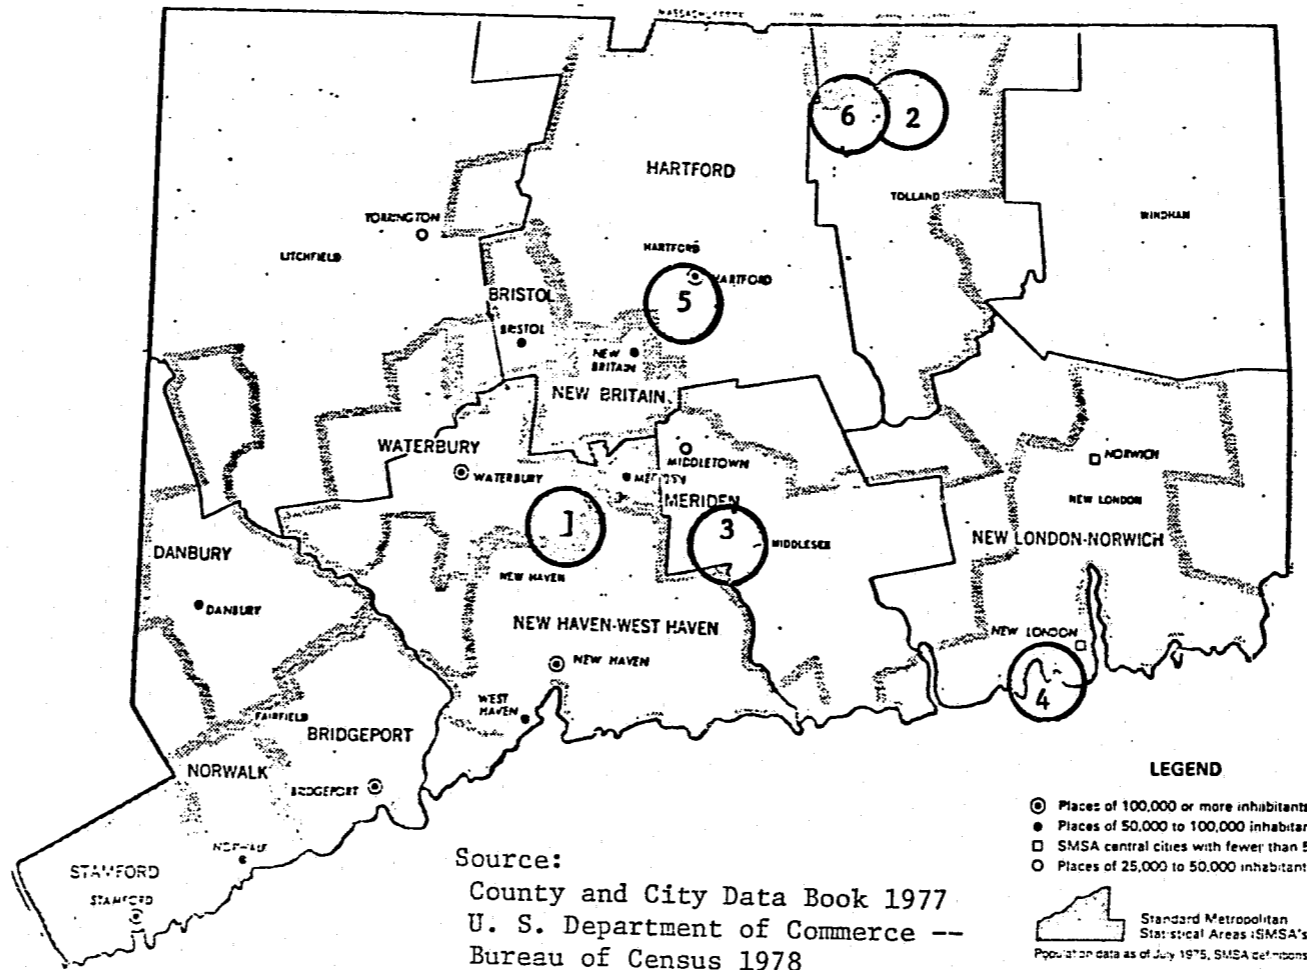 MASSACHUSETTS
6
2
HARTFORD
TOLLAND
WINDHAM
TORRINGTON
LITCHFIELD
HARTFORD
HARTFORD
5
BRISTOL
BRISTOL
NEW
BRITAIN
NEW BRITAIN
WATERBURY
WATERBURY
MIDDLETOWN
MERIDEN
NORWICH
NEW LONDON
NEW LONDON-NORWICH
1
3
MIDDLESEX
DANBURY
DANBURY
NEW HAVEN
NEW HAVEN-WEST HAVEN
NEW HAVEN
NEW LONDON
4
WEST
HAVEN
FAIRFIELD
BRIDGEPORT
NORWALK
BRIDGEPORT
NORWALK
STAMFORD
STAMFORD
LEGEND
Places of 100,000 or more inhabitants
Places of 50,000 to 100,000 inhabitan
SMSA central cities with fewer than 5
Places of 25,000 to 50,000 inhabitant
Standard Metropolitan
Statistical Areas (SMSA's
Population data as of July 1975, SMSA definitions
Source:
County and City Data Book 1977
U. S. Department of Commerce --
Bureau of Census 1978